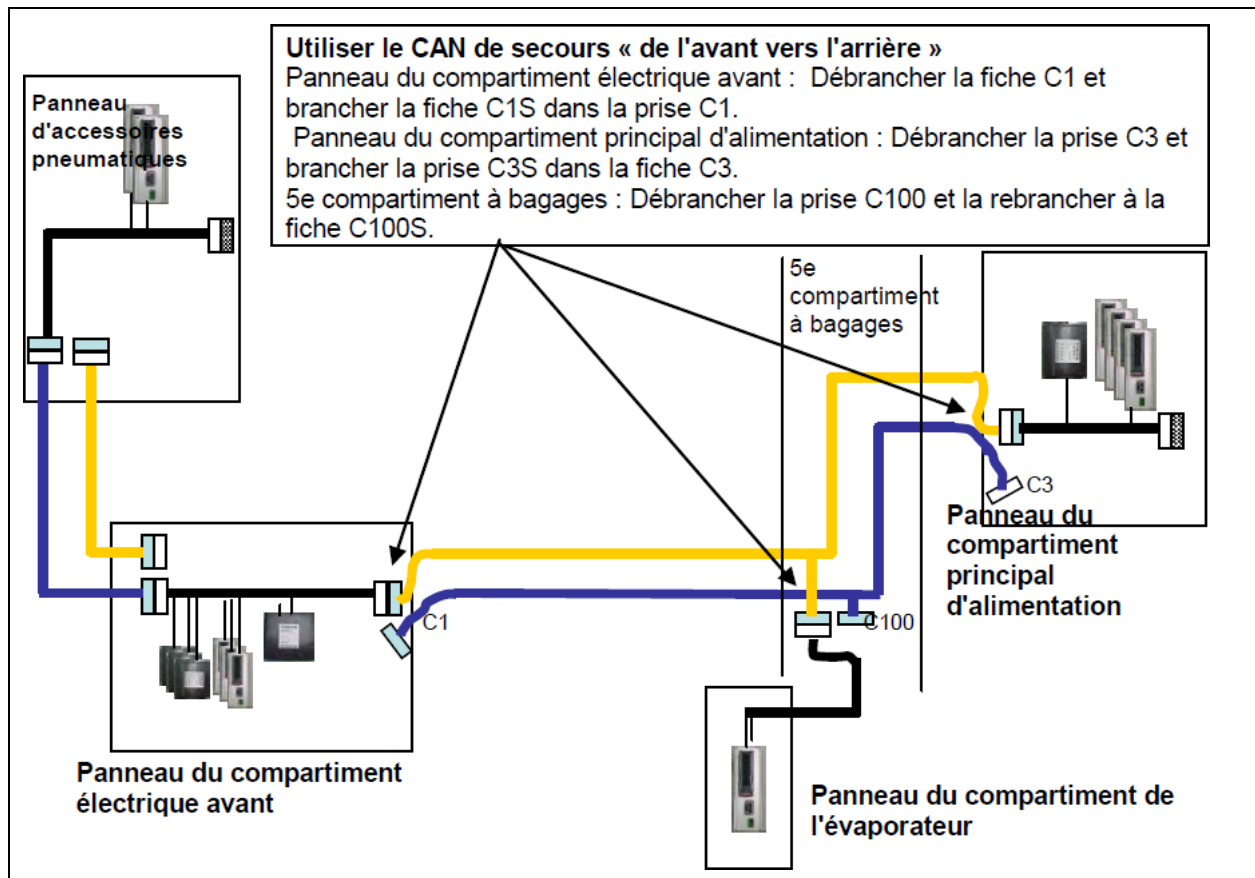 Utiliser le CAN de secours « de l'avant vers l'arrière »
Panneau du compartiment électrique avant :  Débrancher la fiche C1 et
brancher la fiche C1S dans la prise C1.
Panneau du compartiment principal d'alimentation : Débrancher la prise C3 et
brancher la prise C3S dans la fiche C3.
5e compartiment à bagages : Débrancher la prise C100 et la rebrancher à la
fiche C100S.
Panneau
d'accessoires
pneumatiques
5e
compartiment
à bagages
C3
Panneau du
compartiment
principal
d'alimentation
C1
C100
Panneau du compartiment
électrique avant
Panneau du compartiment de
l'évaporateur